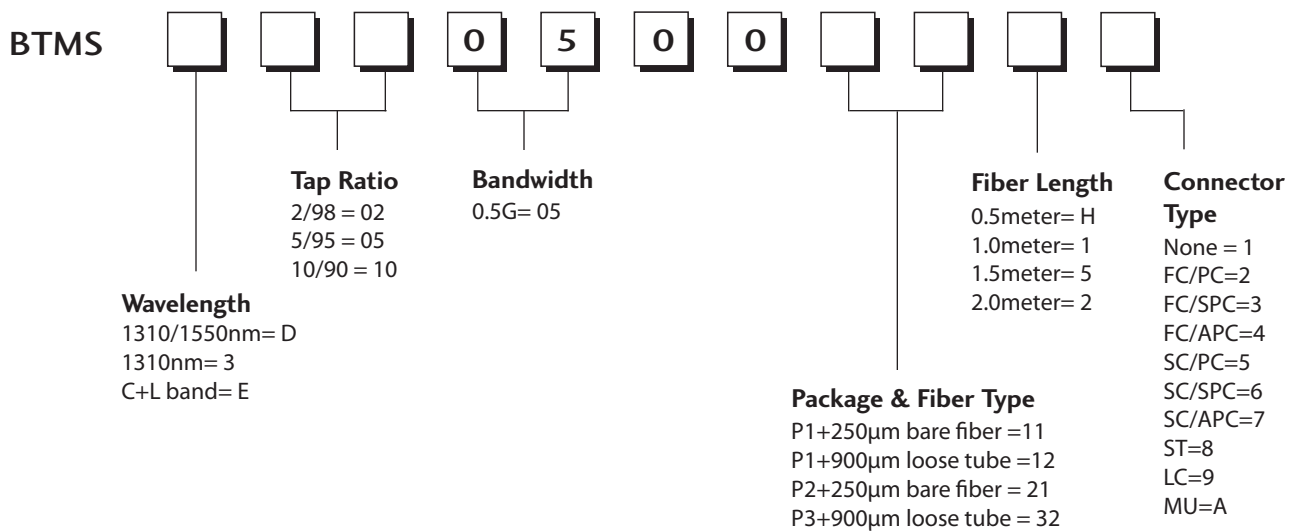 BTMS 0 5 0 0
Tap Ratio
2/98 = 02
5/95 = 05
10/90 = 10
Bandwidth
0.5G= 05
Fiber Length
0.5meter= H
1.0meter= 1
1.5meter= 5
2.0meter= 2
Connector
Type
None = 1
FC/PC=2
FC/SPC=3
FC/APC=4
SC/PC=5
SC/SPC=6
SC/APC=7
ST=8
LC=9
MU=A
Wavelength
1310/1550nm= D
1310nm= 3
C+L band= E
Package & Fiber Type
P1+250µm bare fiber =11
P1+900µm loose tube =12
P2+250µm bare fiber = 21
P3+900µm loose tube = 32